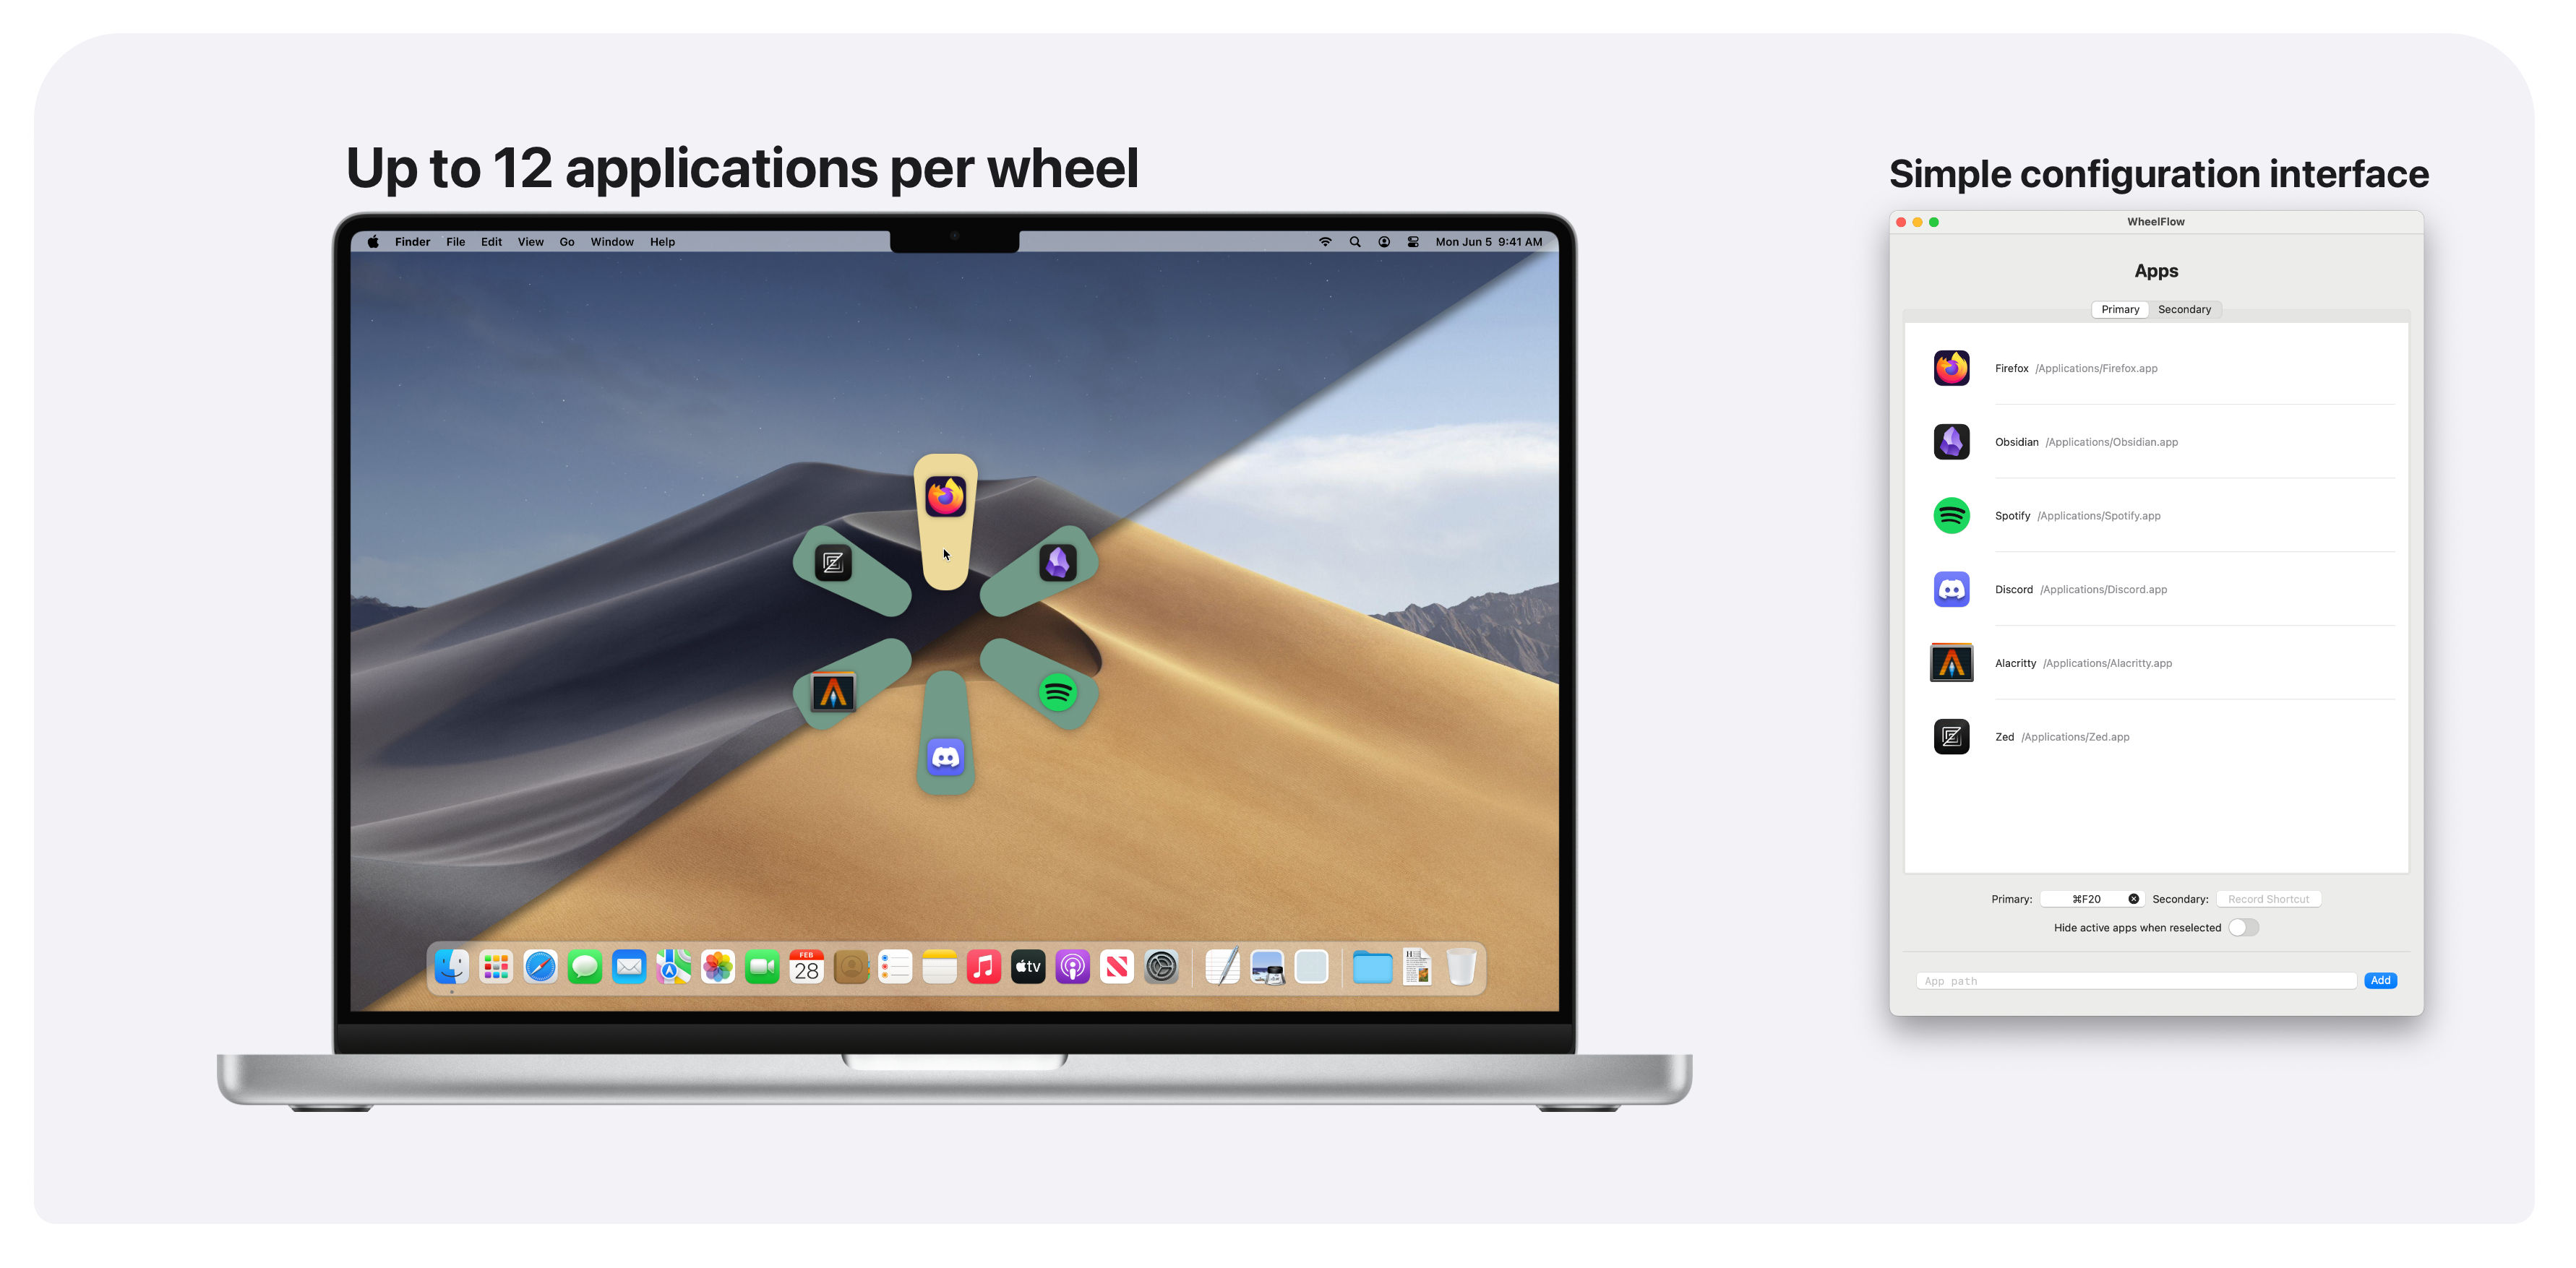 Up to 12 applications per wheel
Finder File Edit View Go Window Help
Mon Jun 5 9:41 AM
FEB
28
tv
Simple configuration interface
WheelFlow
Apps
Primary Secondary
Firefox /Applications/Firefox.app
Obsidian /Applications/Obsidian.app
Spotify /Applications/Spotify.app
Discord /Applications/Discord.app
Alacritty /Applications/Alacritty.app
Zed /Applications/Zed.app
Primary: ⌘F20 Secondary: Record Shortcut
Hide active apps when reselected
App path Add